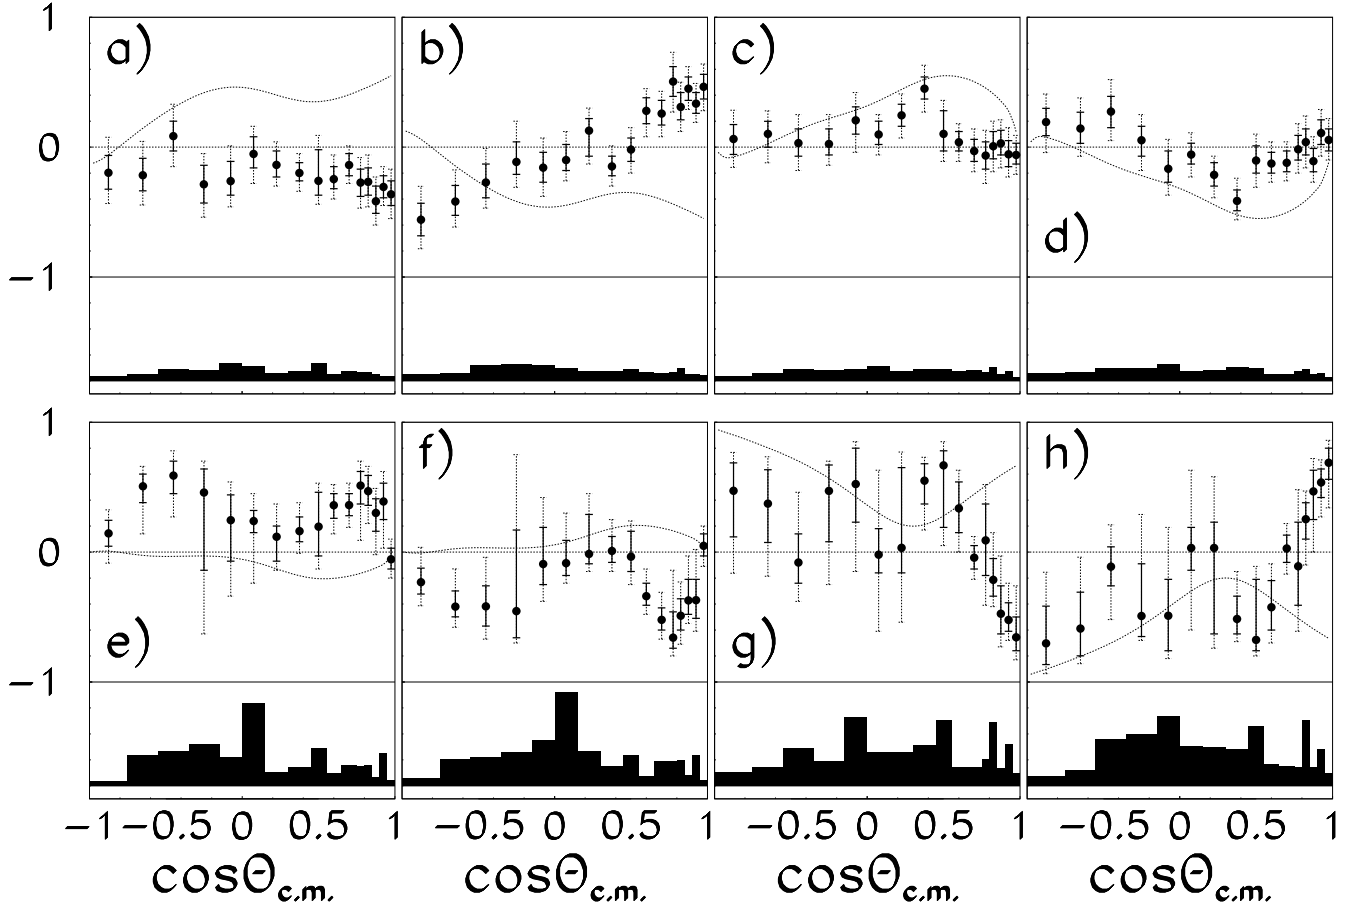 1 a) b) c)
0
d)
−1
1 f) h)
0
e) g)
−1
−1 −0.5 0 0.5 1 −0.5 0 0.5 1 −0.5 0 0.5 1 −0.5 0 0.5 1
cosΘc.m. cosΘc.m. cosΘc.m. cosΘc.m.